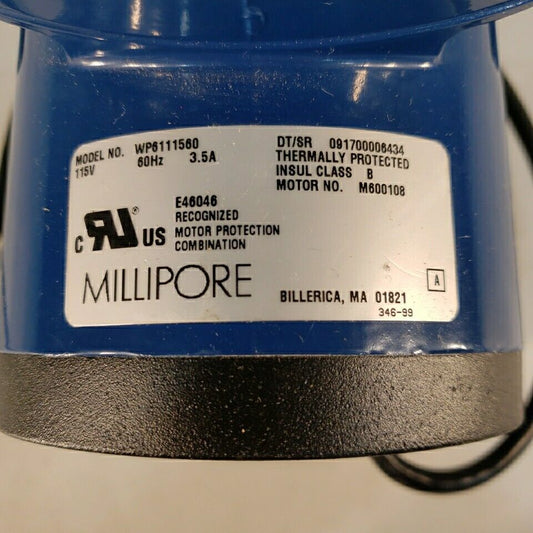 MODEL NO. WP6111560
115V 60Hz 3.5A
DT/SR 091700006434
THERMALLY PROTECTED
INSUL CLASS B
MOTOR NO. M600108
E46046
RECOGNIZED
MOTOR PROTECTION
COMBINATION
C RU ® US
MILLIPORE
BILLERICA, MA 01821
A
346-99